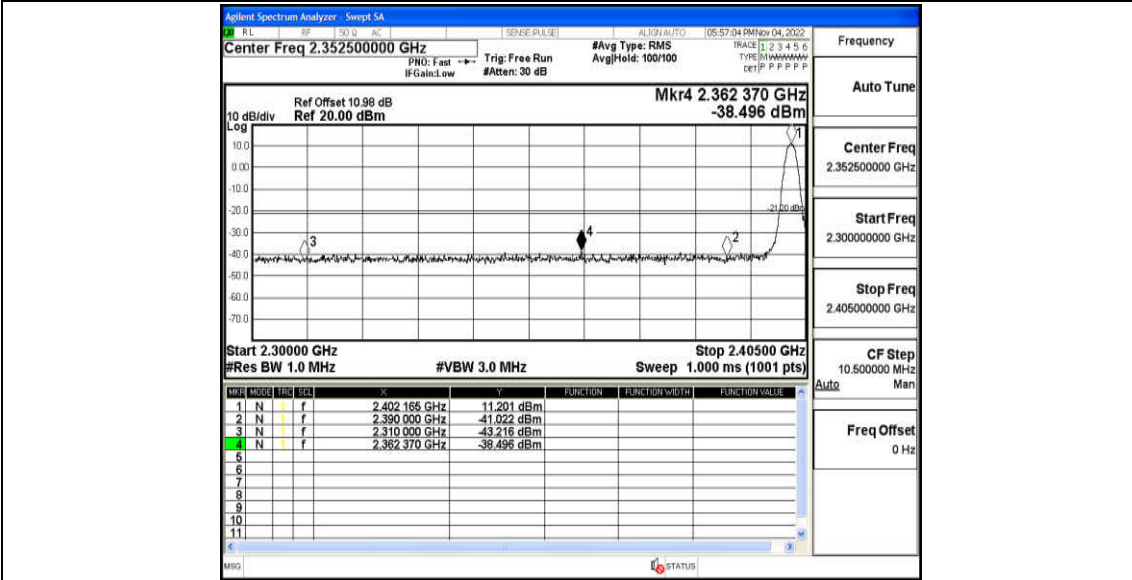 Agilent Spectrum Analyzer - Swept SA
RL RF 50 Ω AC SENSE:PULSE ALIGN AUTO 05:57:04 PM Nov 04, 2022
Center Freq 2.352500000 GHz
#Avg Type: RMS
TRACE 1 2 3 4 5 6
PNO: Fast Trig: Free Run Avg|Hold: 100/100
TYPE M W W W W W
IFGain:Low #Atten: 30 dB
DET P P P P P P
Ref Offset 10.98 dB
Mkr4 2.362 370 GHz
10 dB/div Ref 20.00 dBm
-38.496 dBm
Log
10.0
0.00
-10.0
-20.0
-30.0
-40.0
-50.0
-60.0
-70.0
1
-21.20 dBm
3
4
2
Start 2.30000 GHz Stop 2.40500 GHz
#Res BW 1.0 MHz #VBW 3.0 MHz Sweep 1.000 ms (1001 pts)
MKR MODE TRC SCL X Y FUNCTION FUNCTION WIDTH FUNCTION VALUE
1 N 1 f 2.402 165 GHz 11.201 dBm
2 N 1 f 2.390 000 GHz -41.022 dBm
3 N 1 f 2.310 000 GHz -43.216 dBm
4 N 1 f 2.362 370 GHz -38.496 dBm
5
6
7
8
9
10
11
MSG STATUS
Frequency
Auto Tune
Center Freq
2.352500000 GHz
Start Freq
2.300000000 GHz
Stop Freq
2.405000000 GHz
CF Step
10.500000 MHz
Auto Man
Freq Offset
0 Hz